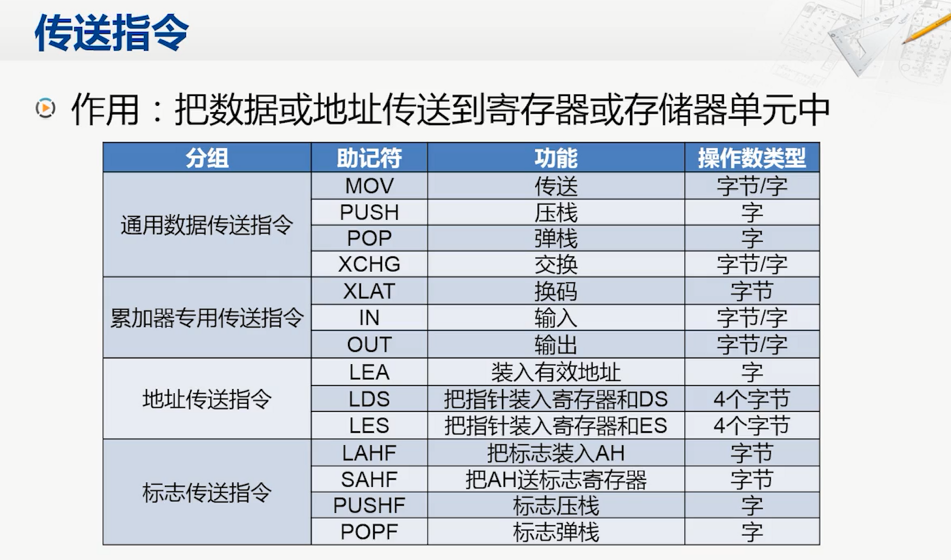 传送指令
作用：把数据或地址传送到寄存器或存储器单元中
分组 助记符 功能 操作数类型
通用数据传送指令 MOV 传送 字节/字
PUSH 压栈 字
POP 弹栈 字
XCHG 交换 字节/字
累加器专用传送指令 XLAT 换码 字节
IN 输入 字节/字
OUT 输出 字节/字
地址传送指令 LEA 装入有效地址 字
LDS 把指针装入寄存器和DS 4个字节
LES 把指针装入寄存器和ES 4个字节
标志传送指令 LAHF 把标志装入AH 字节
SAHF 把AH送标志寄存器 字节
PUSHF 标志压栈 字
POPF 标志弹栈 字